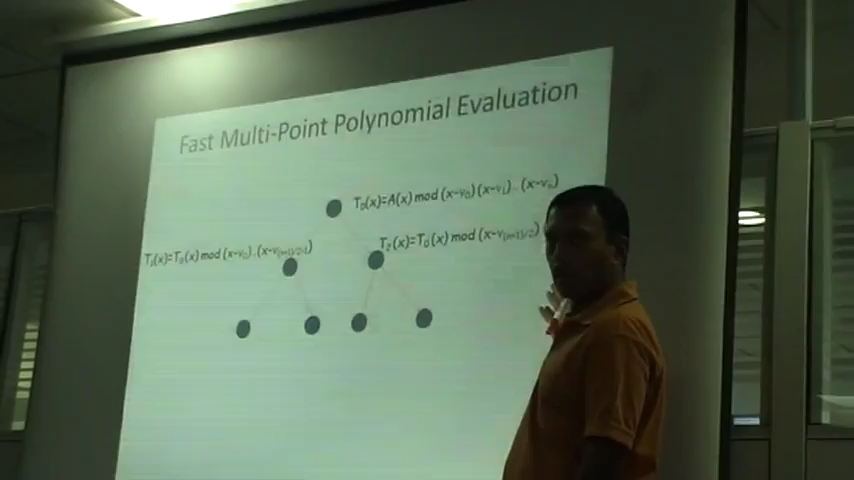 Fast Multi-Point Polynomial Evaluation
T₀(x)=A(x) mod (x-v₀)(x-v₁)…(x-vₙ)
T₁(x)=T₀(x) mod (x-v₀)…(x-v₍ₙ₊₁₎/₂-₁)
T₂(x)=T₀(x) mod (x-v₍ₙ₊₁₎/₂)